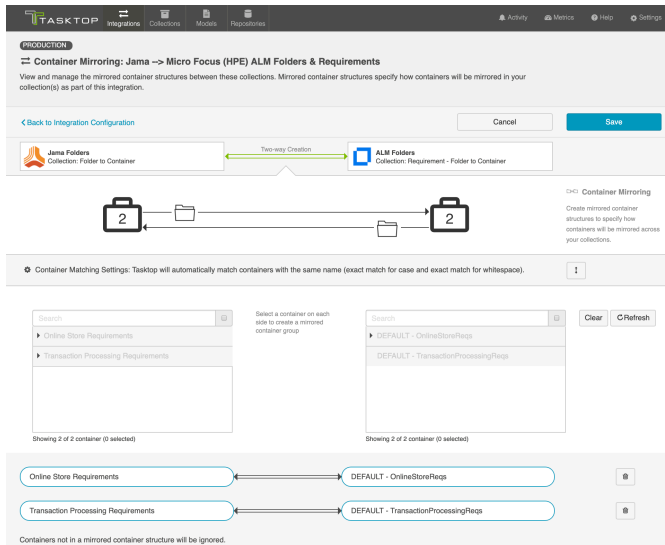 TASKTOP
Integrations
Collections
Models
Repositories
Activity
Metrics
Help
Settings
PRODUCTION
Container Mirroring: Jama --> Micro Focus (HPE) ALM Folders & Requirements
View and manage the mirrored container structures between these collections. Mirrored container structures specify how containers will be mirrored in your
collection(s) as part of this integration.
Back to Integration Configuration
Cancel
Save
Jama Folders
Collection: Folder to Container
Two-way Creation
ALM Folders
Collection: Requirement - Folder to Container
2
2
Container Mirroring
Create mirrored container
structures to specify how
containers will be mirrored across
your collections.
Container Matching Settings: Tasktop will automatically match containers with the same name (exact match for case and exact match for whitespace).
Search
Online Store Requirements
Transaction Processing Requirements
Showing 2 of 2 container (0 selected)
Select a container on each
side to create a mirrored
container group
Search
DEFAULT - OnlineStoreReqs
DEFAULT - TransactionProcessingReqs
Showing 2 of 2 container (0 selected)
Clear
Refresh
Online Store Requirements
DEFAULT - OnlineStoreReqs
Transaction Processing Requirements
DEFAULT - TransactionProcessingReqs
Containers not in a mirrored container structure will be ignored.